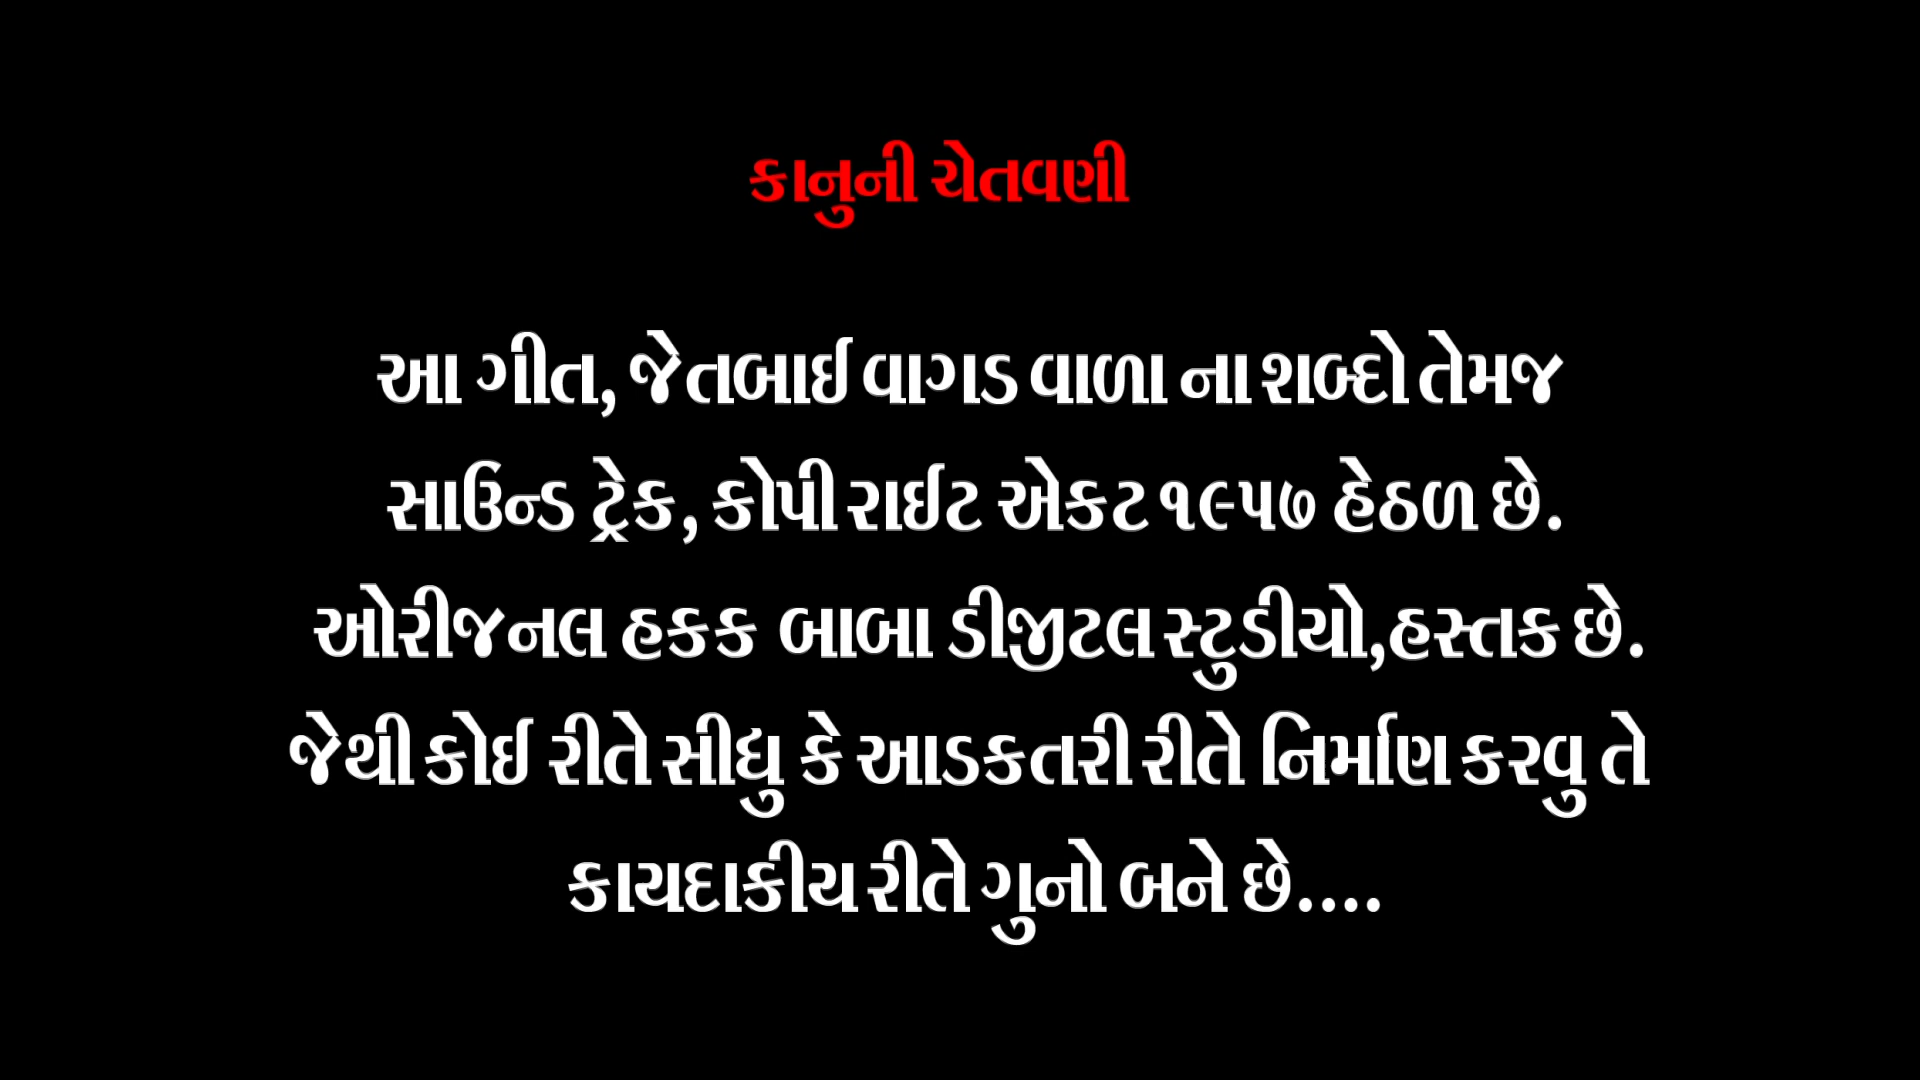 કાનુની ચેતવણી
આ ગીત, જેતબાઈ વાગડ વાળા ના શબ્દો તેમજ
સાઉન્ડ ટ્રેક, કોપી રાઈટ એકટ ૧૯૫૭ હેઠળ છે.
ઓરીજનલ હકક બાબા ડીજીટલ સ્ટુડીયો,હસ્તક છે.
જેથી કોઈ રીતે સીધુ કે આડકતરી રીતે નિર્માણ કરવુ તે
કાયદાકીય રીતે ગુનો બને છે....